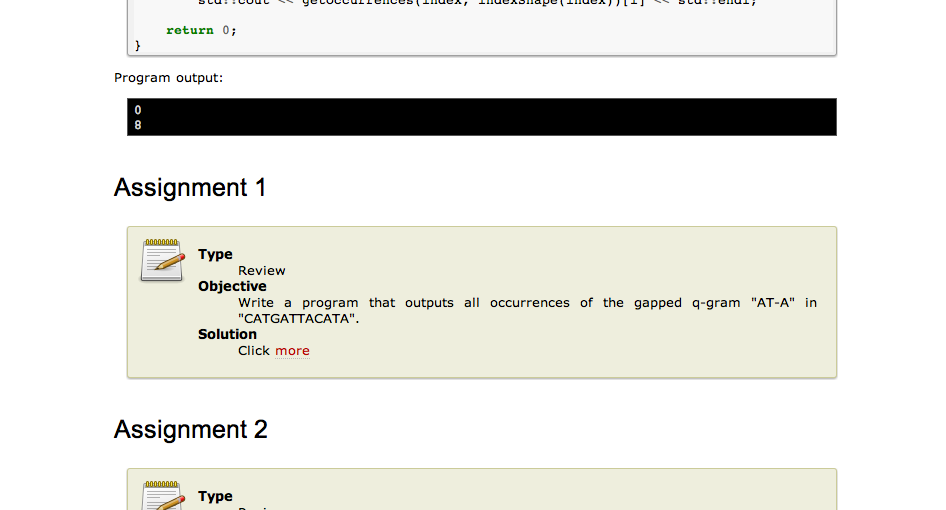 std::cout << getOccurrences(index, indexShape(index))[i] << std::endl;
return 0;
}
Program output:
0
8
Assignment 1
Type
Review
Objective
Write a program that outputs all occurrences of the gapped q-gram "AT-A" in
"CATGATTACATA".
Solution
Click more
Assignment 2
Type